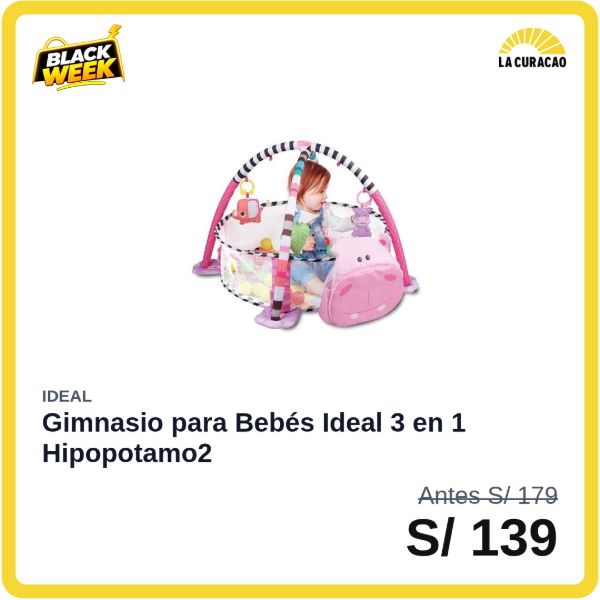 BLACK
WEEK
LA CURACAO
IDEAL
Gimnasio para Bebés Ideal 3 en 1
Hipopotamo2
Antes S/ 179
S/ 139